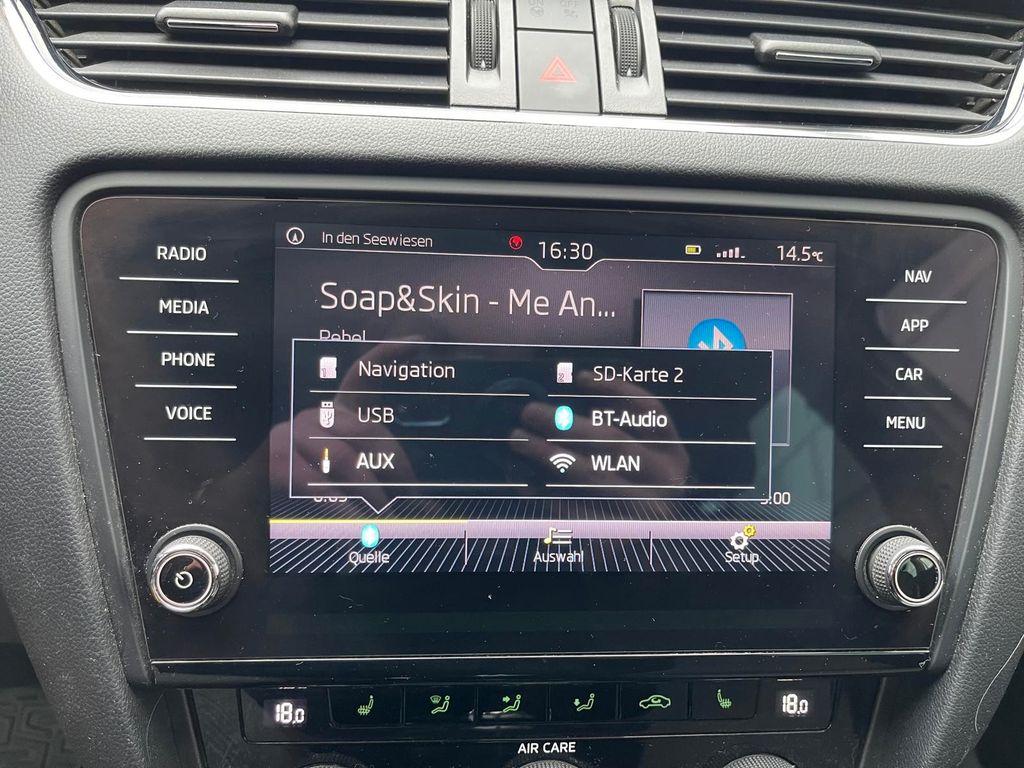 In den Seewiesen
16:30
14.5°C
RADIO
MEDIA
PHONE
VOICE
NAV
APP
CAR
MENU
Soap&Skin - Me An...
Navigation
SD-Karte 2
USB
BT-Audio
AUX
WLAN
Quelle
Auswahl
Setup
18.0
18.0
AIR CARE